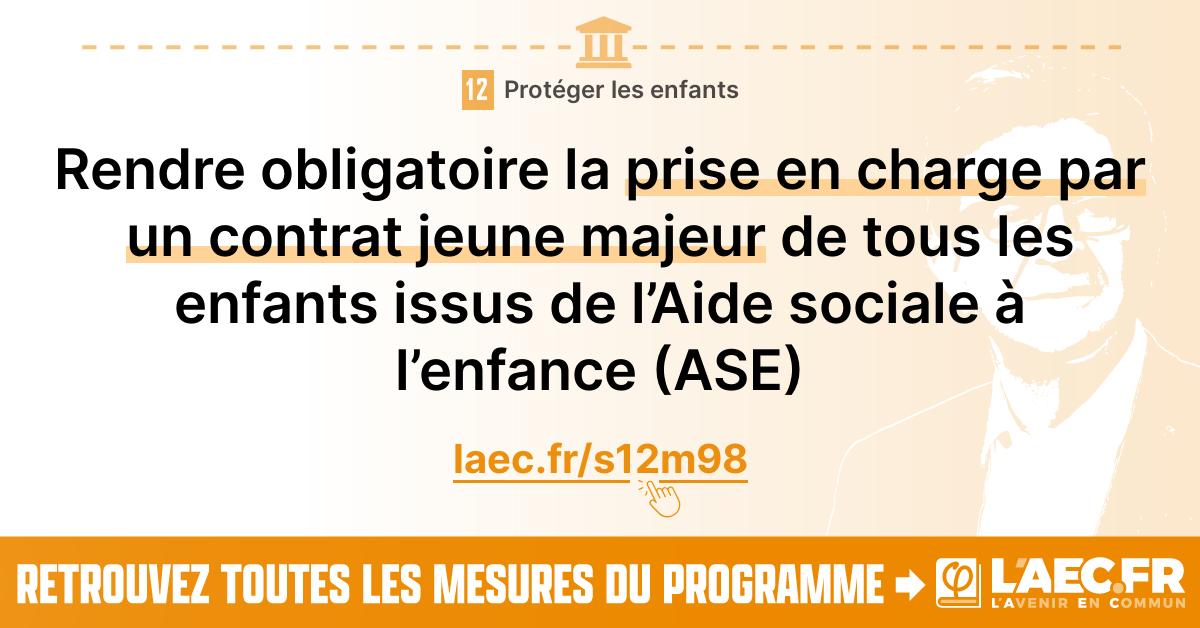 12 Protéger les enfants
Rendre obligatoire la prise en charge par
un contrat jeune majeur de tous les
enfants issus de l’Aide sociale à
l’enfance (ASE)
laec.fr/s12m98
RETROUVEZ TOUTES LES MESURES DU PROGRAMME
φ L'AEC.FR
L'AVENIR EN COMMUN